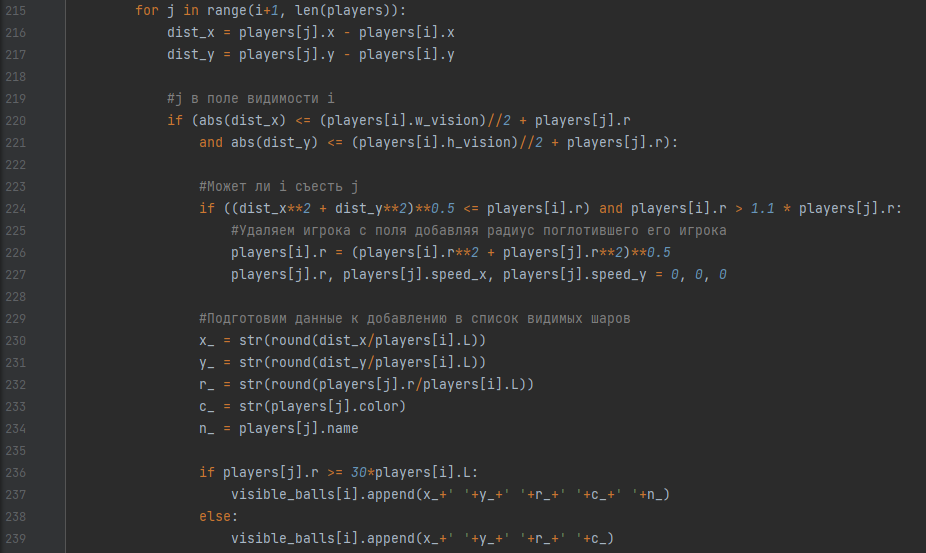 215 for j in range(i+1, len(players)):
216 dist_x = players[j].x - players[i].x
217 dist_y = players[j].y - players[i].y
218
219 #j в поле видимости i
220 if (abs(dist_x) <= (players[i].w_vision)//2 + players[j].r
221 and abs(dist_y) <= (players[i].h_vision)//2 + players[j].r):
222
223 #Может ли i съесть j
224 if ((dist_x**2 + dist_y**2)**0.5 <= players[i].r) and players[i].r > 1.1 * players[j].r:
225 #Удаляем игрока с поля добавляя радиус поглотившего его игрока
226 players[i].r = (players[i].r**2 + players[j].r**2)**0.5
227 players[j].r, players[j].speed_x, players[j].speed_y = 0, 0, 0
228
229 #Подготовим данные к добавлению в список видимых шаров
230 x_ = str(round(dist_x/players[i].L))
231 y_ = str(round(dist_y/players[i].L))
232 r_ = str(round(players[j].r/players[i].L))
233 c_ = str(players[j].color)
234 n_ = players[j].name
235
236 if players[j].r >= 30*players[i].L:
237 visible_balls[i].append(x_+' '+y_+' '+r_+' '+c_+' '+n_)
238 else:
239 visible_balls[i].append(x_+' '+y_+' '+r_+' '+c_)